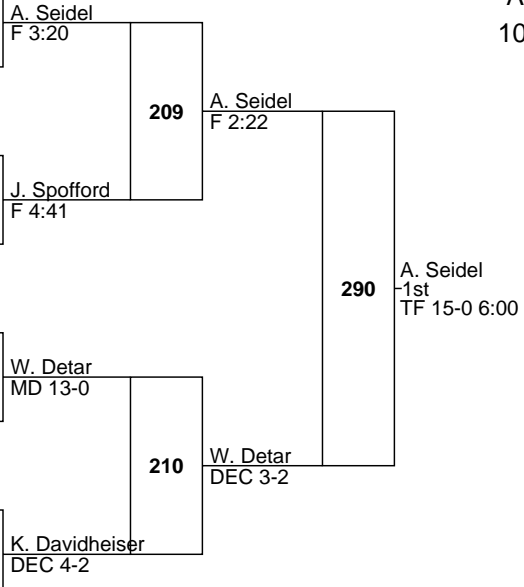 A. Seidel
F 3:20
10
209
A. Seidel
F 2:22
J. Spofford
F 4:41
290
A. Seidel
1st
TF 15-0 6:00
W. Detar
MD 13-0
210
W. Detar
DEC 3-2
K. Davidheiser
DEC 4-2